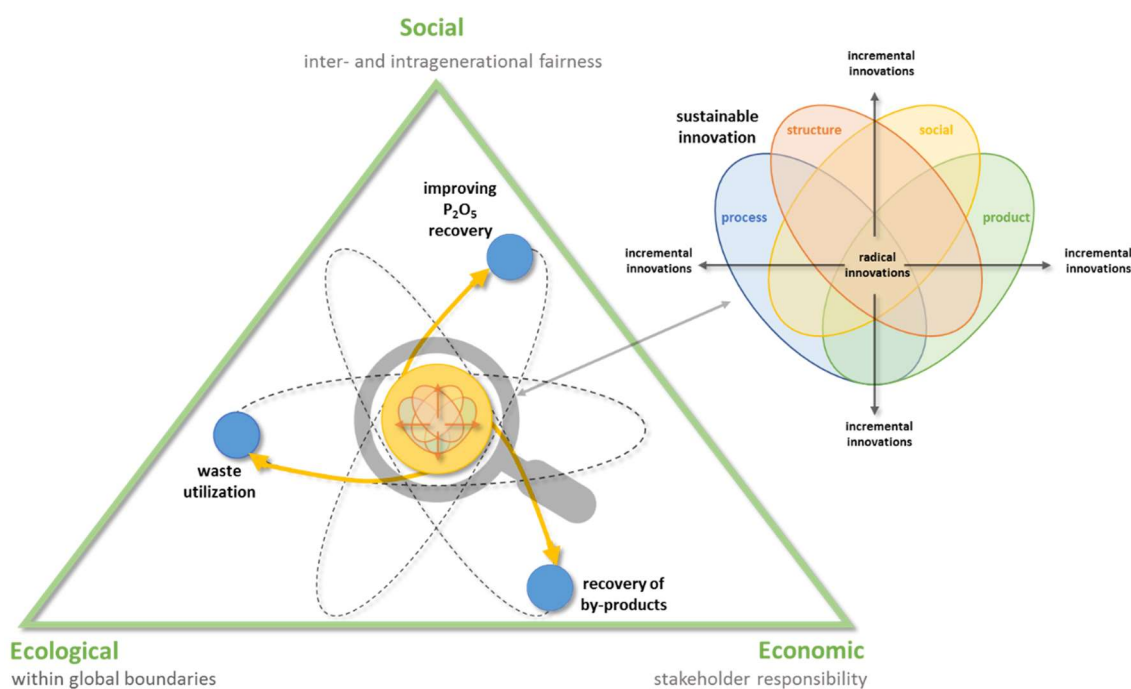 Social
inter- and intragenerational fairness
improving
P₂O₅
recovery
waste
utilization
recovery of
by-products
Ecological
within global boundaries
Economic
stakeholder responsibility
incremental
innovations
sustainable
innovation
structure
social
process
product
incremental
innovations
radical
innovations
incremental
innovations
incremental
innovations